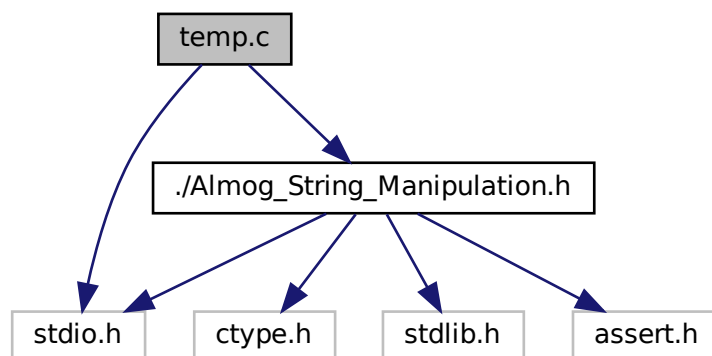 temp.c
./Almog_String_Manipulation.h
stdio.h
ctype.h
stdlib.h
assert.h